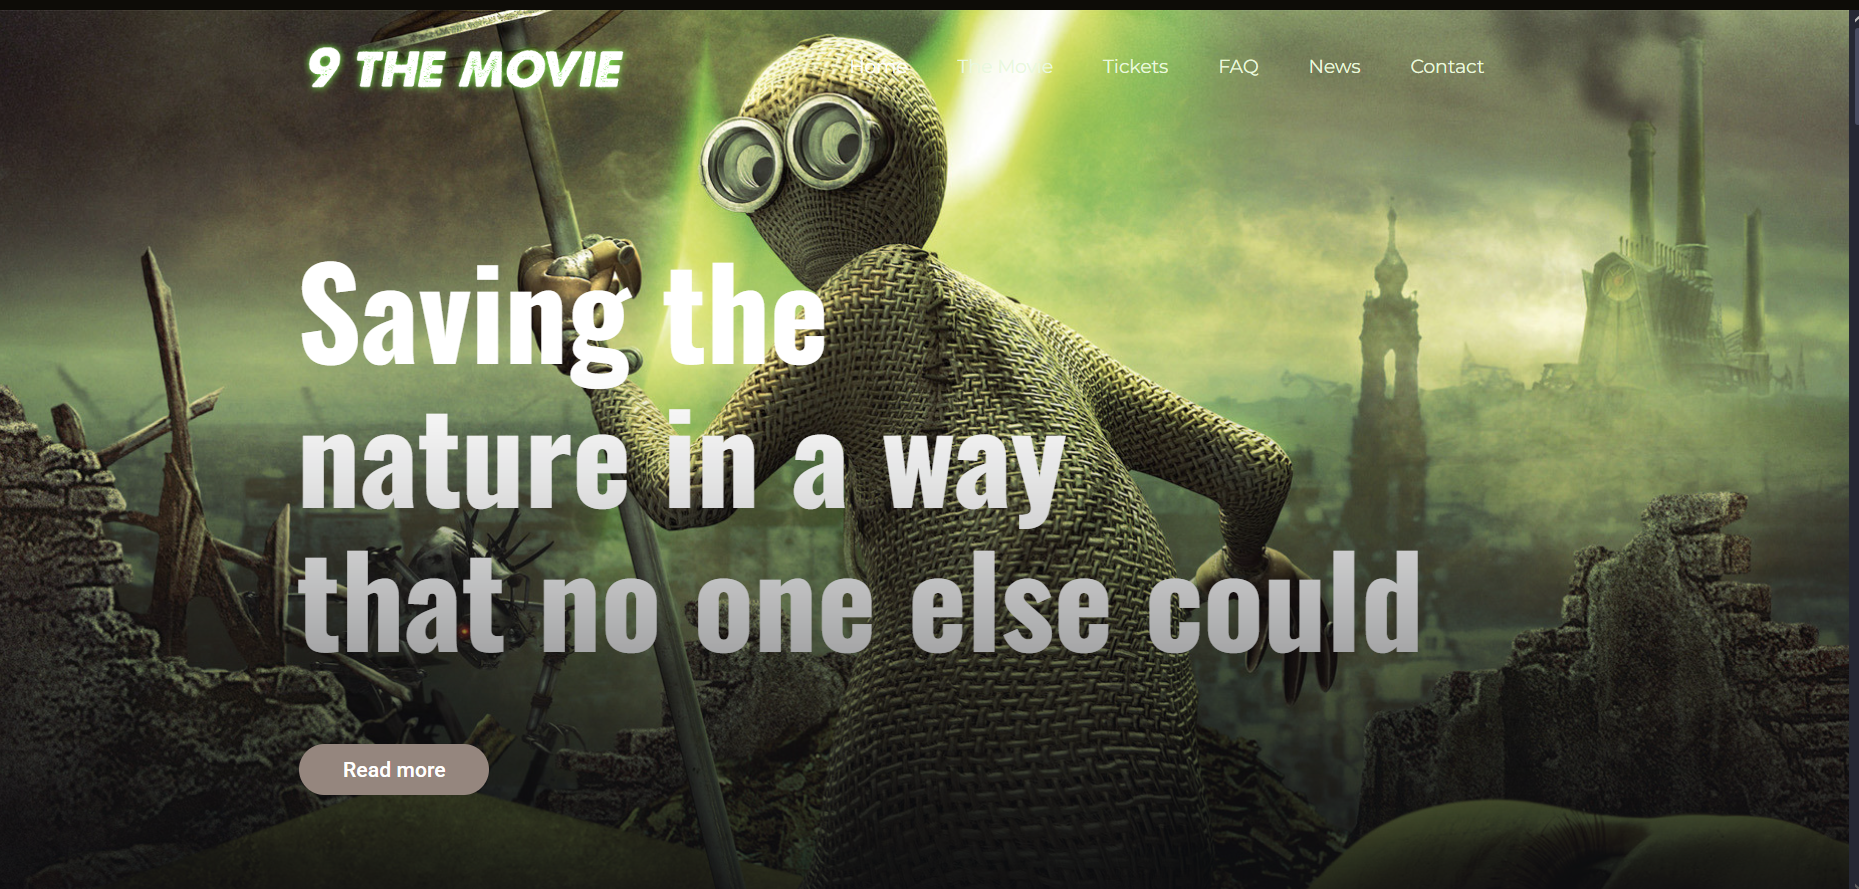 9 THE MOVIE
Home The Movie Tickets FAQ News Contact
Saving the
nature in a way
that no one else could
Read more